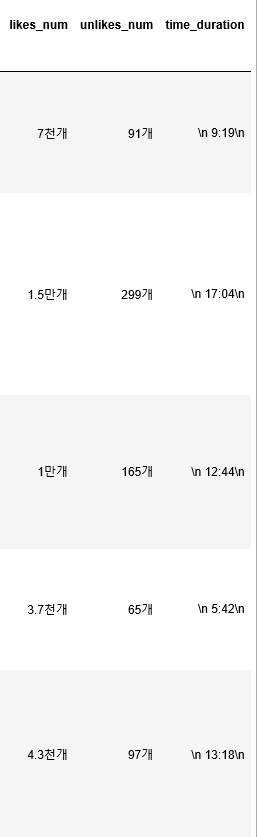 likes_num unlikes_num time_duration
7천개 91개 \n 9:19\n
1.5만개 299개 \n 17:04\n
1만개 165개 \n 12:44\n
3.7천개 65개 \n 5:42\n
4.3천개 97개 \n 13:18\n